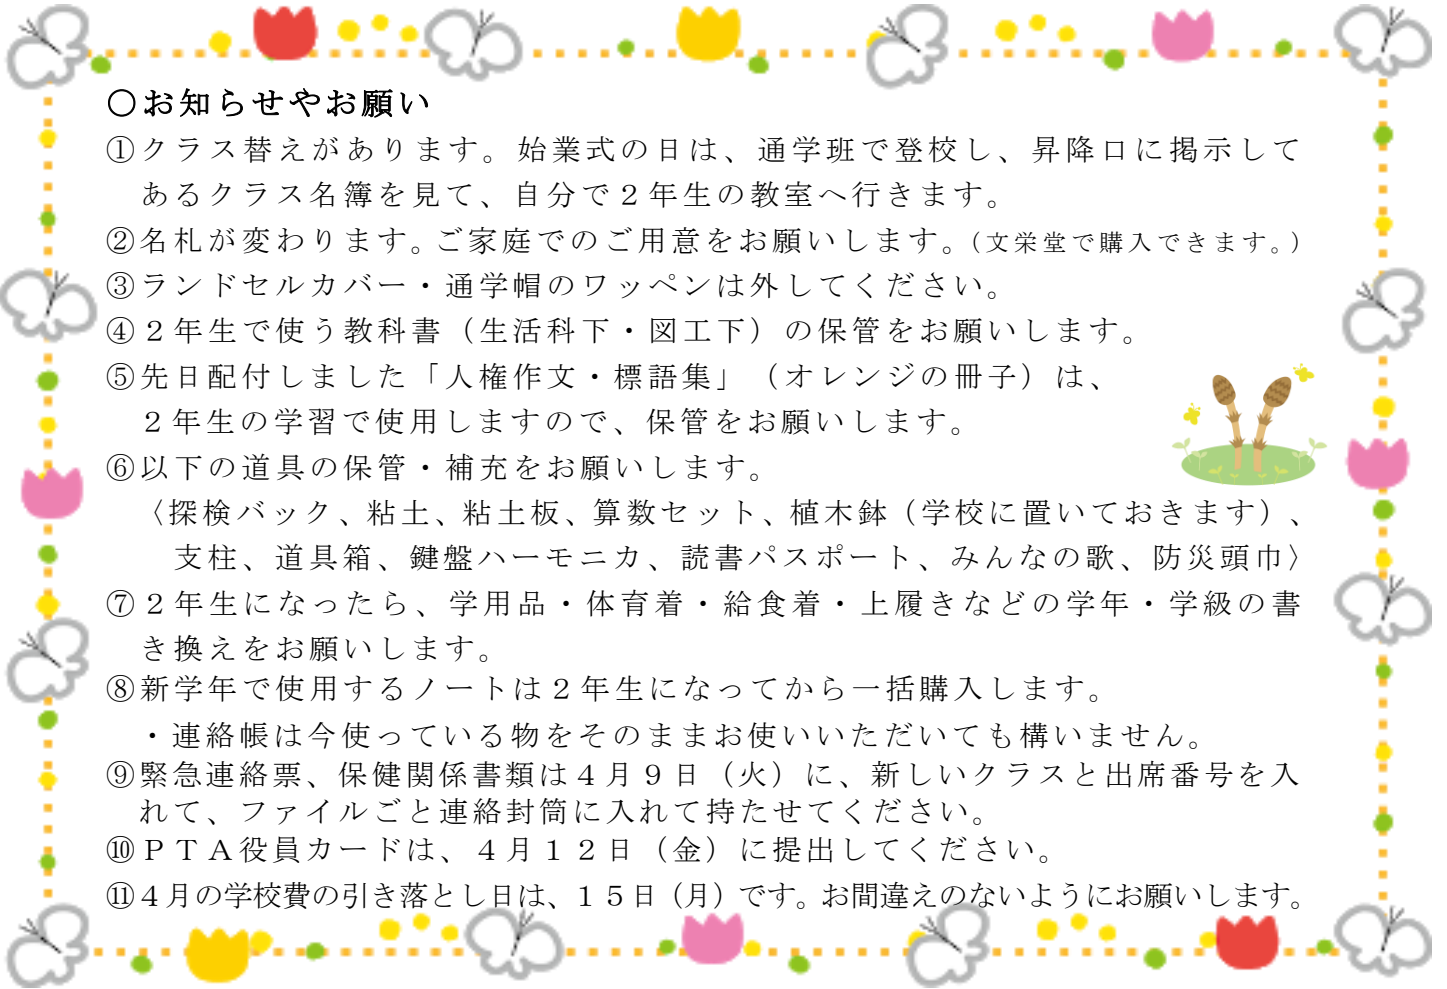 ○お知らせやお願い
①クラス替えがあります。始業式の日は、通学班で登校し、昇降口に掲示して
あるクラス名簿を見て、自分で２年生の教室へ行きます。
②名札が変わります。ご家庭でのご用意をお願いします。（文栄堂で購入できます。）
③ランドセルカバー・通学帽のワッペンは外してください。
④２年生で使う教科書（生活科下・図工下）の保管をお願いします。
⑤先日配付しました「人権作文・標語集」（オレンジの冊子）は、
２年生の学習で使用しますので、保管をお願いします。
⑥以下の道具の保管・補充をお願いします。
〈探検バック、粘土、粘土板、算数セット、植木鉢（学校に置いておきます）、
支柱、道具箱、鍵盤ハーモニカ、読書パスポート、みんなの歌、防災頭巾〉
⑦２年生になったら、学用品・体育着・給食着・上履きなどの学年・学級の書
き換えをお願いします。
⑧新学年で使用するノートは２年生になってから一括購入します。
・連絡帳は今使っている物をそのままお使いいただいても構いません。
⑨緊急連絡票、保健関係書類は４月９日（火）に、新しいクラスと出席番号を入
れて、ファイルごと連絡封筒に入れて持たせてください。
⑩ＰＴＡ役員カードは、４月１２日（金）に提出してください。
⑪４月の学校費の引き落とし日は、１５日（月）です。お間違えのないようにお願いします。